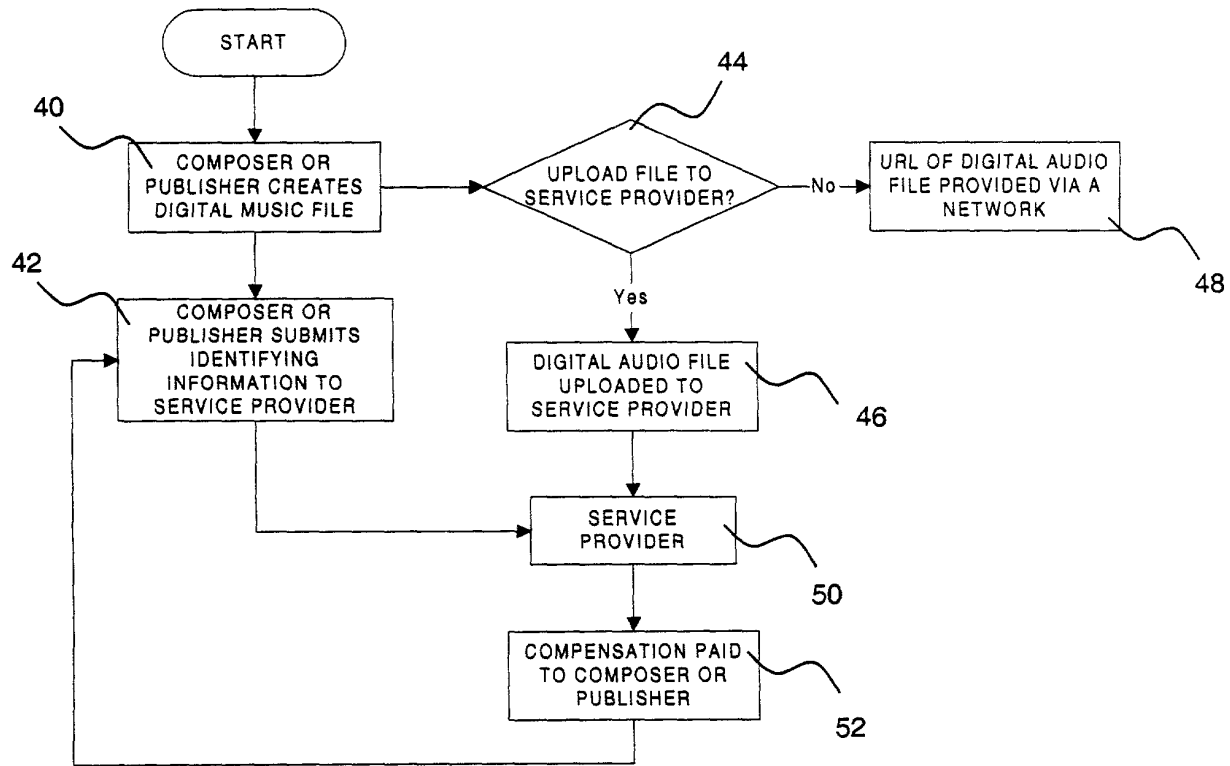 START
40
COMPOSER OR
PUBLISHER CREATES
DIGITAL MUSIC FILE
44
UPLOAD FILE TO
SERVICE PROVIDER?
No
URL OF DIGITAL AUDIO
FILE PROVIDED VIA A
NETWORK
48
42
COMPOSER OR
PUBLISHER SUBMITS
IDENTIFYING
INFORMATION TO
SERVICE PROVIDER
Yes
DIGITAL AUDIO FILE
UPLOADED TO
SERVICE PROVIDER
46
SERVICE
PROVIDER
50
COMPENSATION PAID
TO COMPOSER OR
PUBLISHER
52